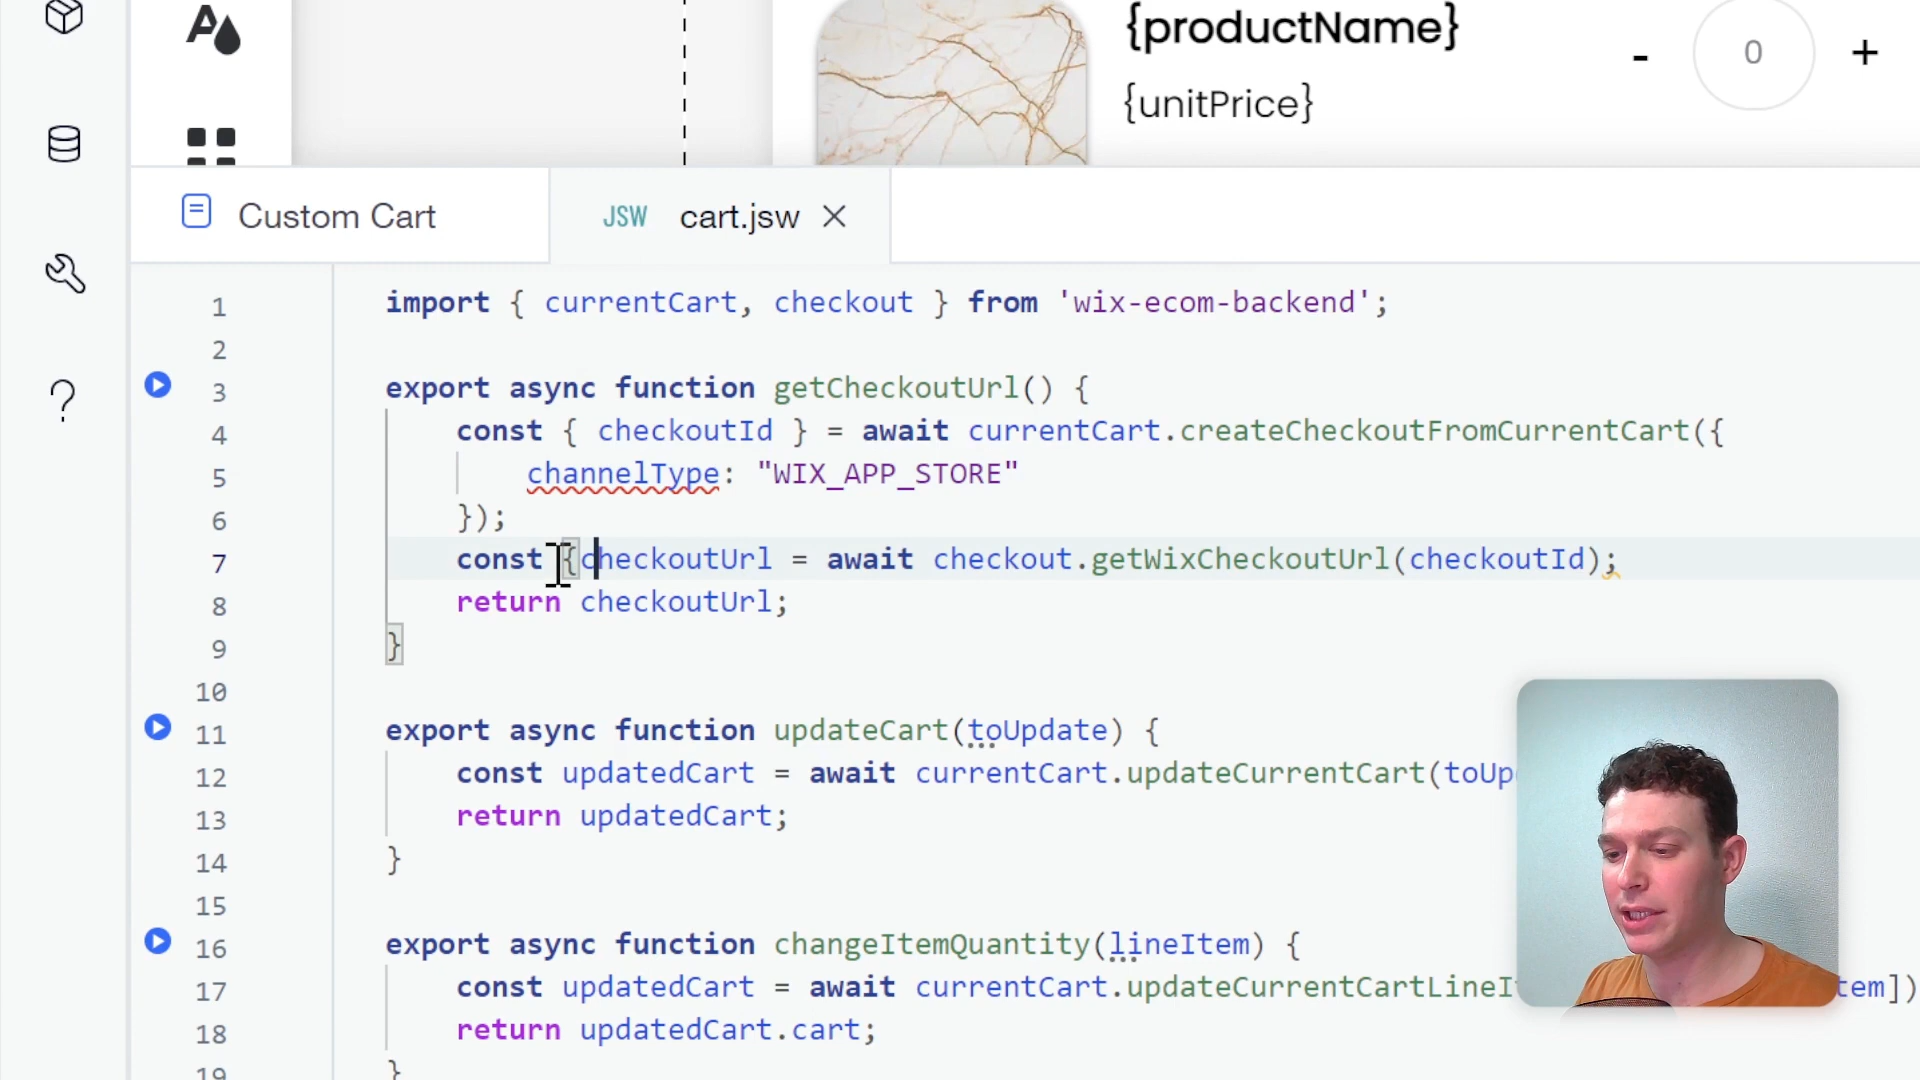 {productName}
- 0 +
{unitPrice}
Custom Cart
JSW cart.jsw
1 import { currentCart, checkout } from 'wix-ecom-backend';
2
3 export async function getCheckoutUrl() {
4 const { checkoutId } = await currentCart.createCheckoutFromCurrentCart({
5 channelType: "WIX_APP_STORE"
6 });
7 const {checkoutUrl = await checkout.getWixCheckoutUrl(checkoutId);
8 return checkoutUrl;
9 }
10
11 export async function updateCart(toUpdate) {
12 const updatedCart = await currentCart.updateCurrentCart(toUp
13 return updatedCart;
14 }
15
16 export async function changeItemQuantity(lineItem) {
17 const updatedCart = await currentCart.updateCurrentCartLineI tem])
18 return updatedCart.cart;
19 }